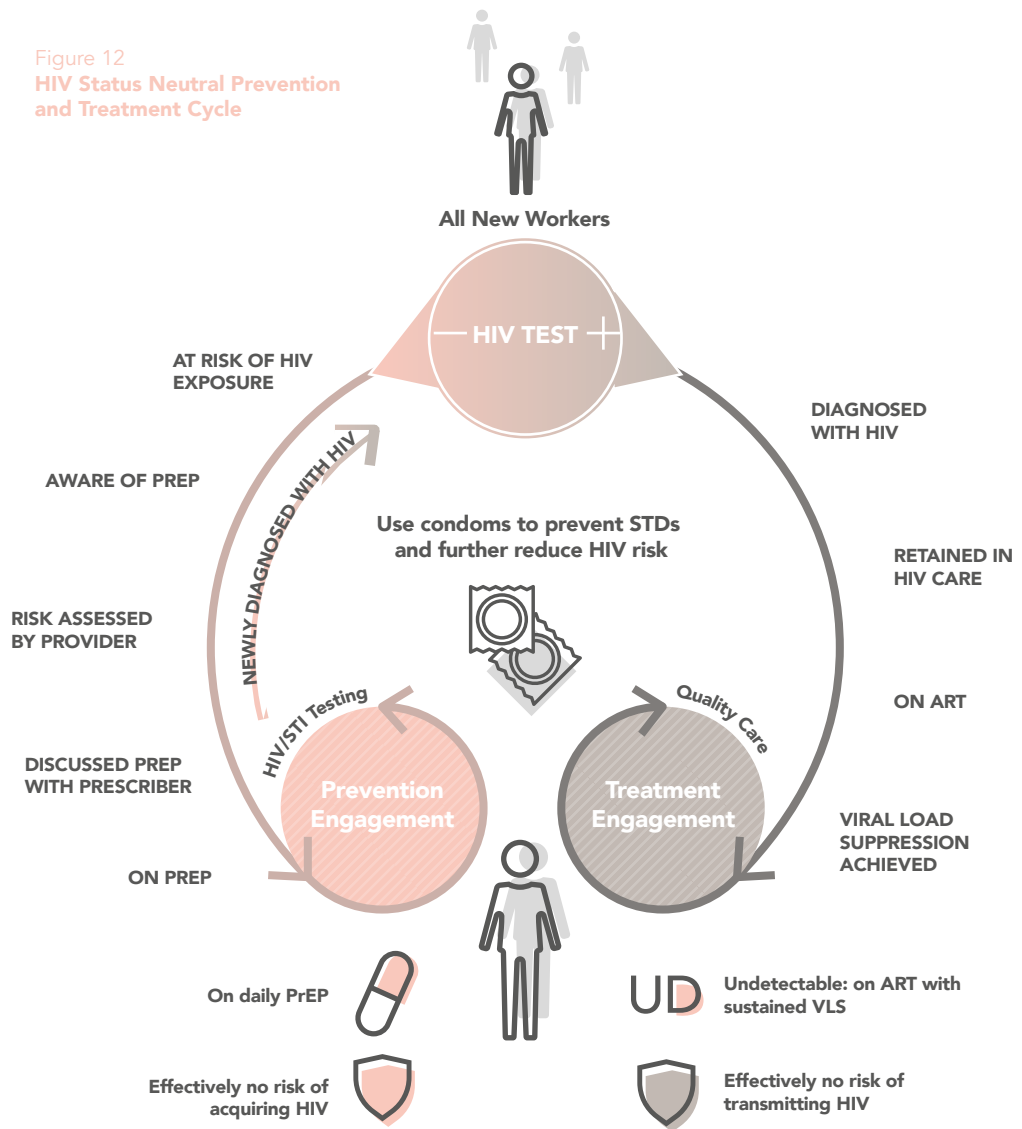 Figure 12
HIV Status Neutral Prevention
and Treatment Cycle
All New Workers
HIV TEST
AT RISK OF HIV
EXPOSURE
AWARE OF PREP
RISK ASSESSED
BY PROVIDER
DISCUSSED PREP
WITH PRESCRIBER
ON PREP
NEWLY DIAGNOSED WITH HIV
Use condoms to prevent STDs
and further reduce HIV risk
DIAGNOSED
WITH HIV
RETAINED IN
HIV CARE
ON ART
VIRAL LOAD
SUPPRESSION
ACHIEVED
HIV/STI Testing
Prevention
Engagement
Quality Care
Treatment
Engagement
On daily PrEP
Effectively no risk of
acquiring HIV
UD
Undetectable: on ART with
sustained VLS
Effectively no risk of
transmitting HIV